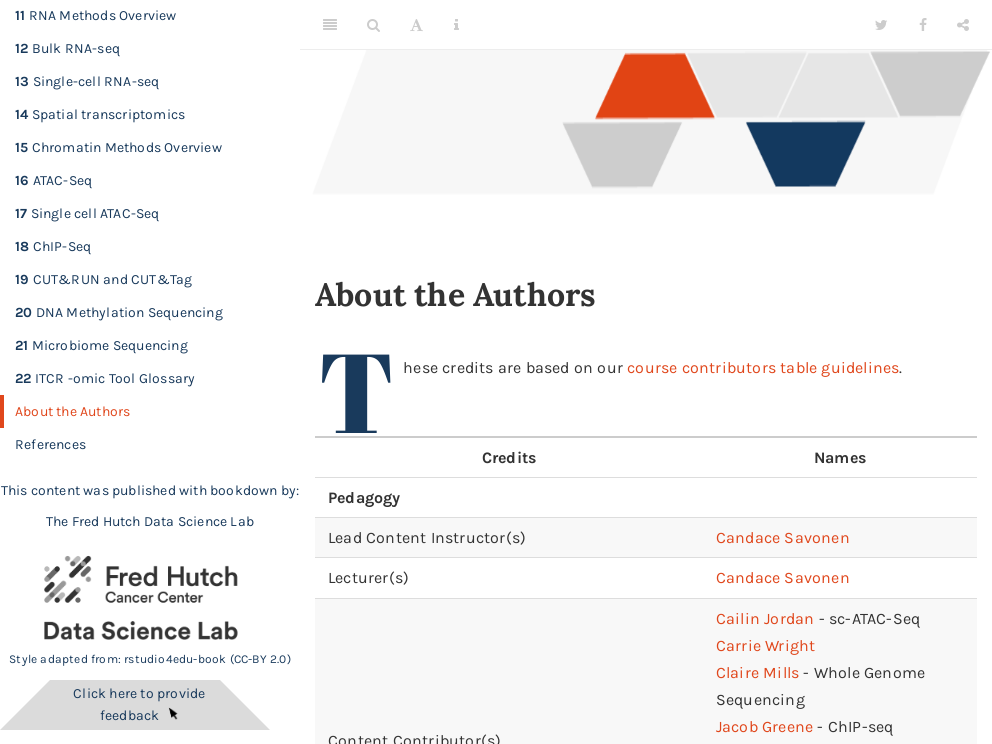 11 RNA Methods Overview
12 Bulk RNA-seq
13 Single-cell RNA-seq
14 Spatial transcriptomics
15 Chromatin Methods Overview
16 ATAC-Seq
17 Single cell ATAC-Seq
18 ChIP-Seq
19 CUT&RUN and CUT&Tag
20 DNA Methylation Sequencing
21 Microbiome Sequencing
22 ITCR -omic Tool Glossary
About the Authors
References
This content was published with bookdown by:
The Fred Hutch Data Science Lab
Fred Hutch
Cancer Center
Data Science Lab
Style adapted from: rstudio4edu-book (CC-BY 2.0)
Click here to provide
feedback
About the Authors
These credits are based on our course contributors table guidelines.
Credits Names
Pedagogy
Lead Content Instructor(s) Candace Savonen
Lecturer(s) Candace Savonen
Cailin Jordan - sc-ATAC-Seq
Carrie Wright
Claire Mills - Whole Genome
Sequencing
Jacob Greene - ChIP-seq
Content Contributor(s)